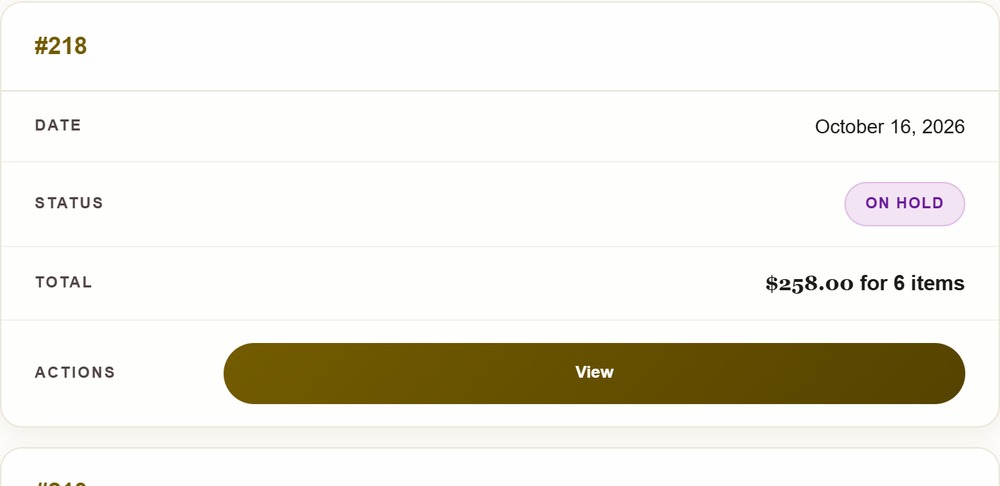 #218
DATE
October 16, 2026
STATUS
ON HOLD
TOTAL
$258.00 for 6 items
ACTIONS
View